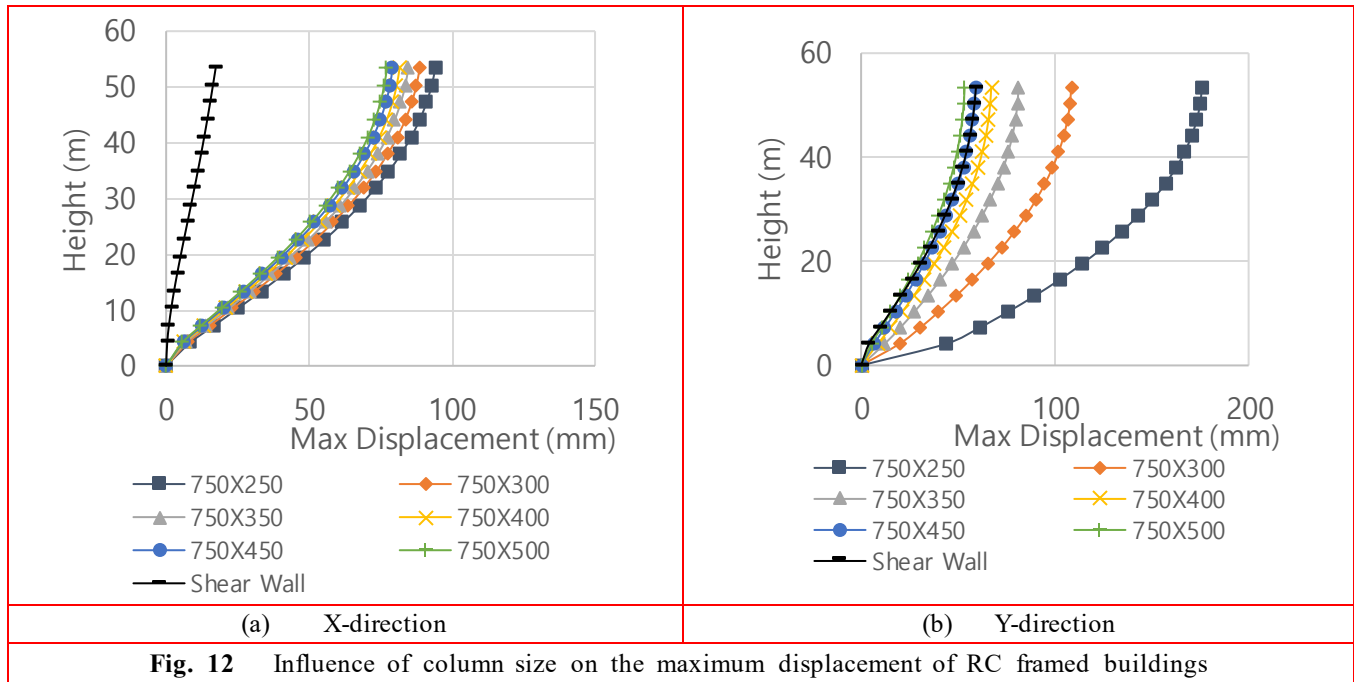 60
50
40
30
20
10
0
Height (m)
0 50 100 150
Max Displacement (mm)
750X250 750X300
750X350 750X400
750X450 750X500
Shear Wall
60
40
20
0
Height (m)
0 100 200
Max Displacement (mm)
750X250 750X300
750X350 750X400
750X450 750X500
Shear Wall
(a) X-direction
(b) Y-direction
Fig. 12 Influence of column size on the maximum displacement of RC framed buildings